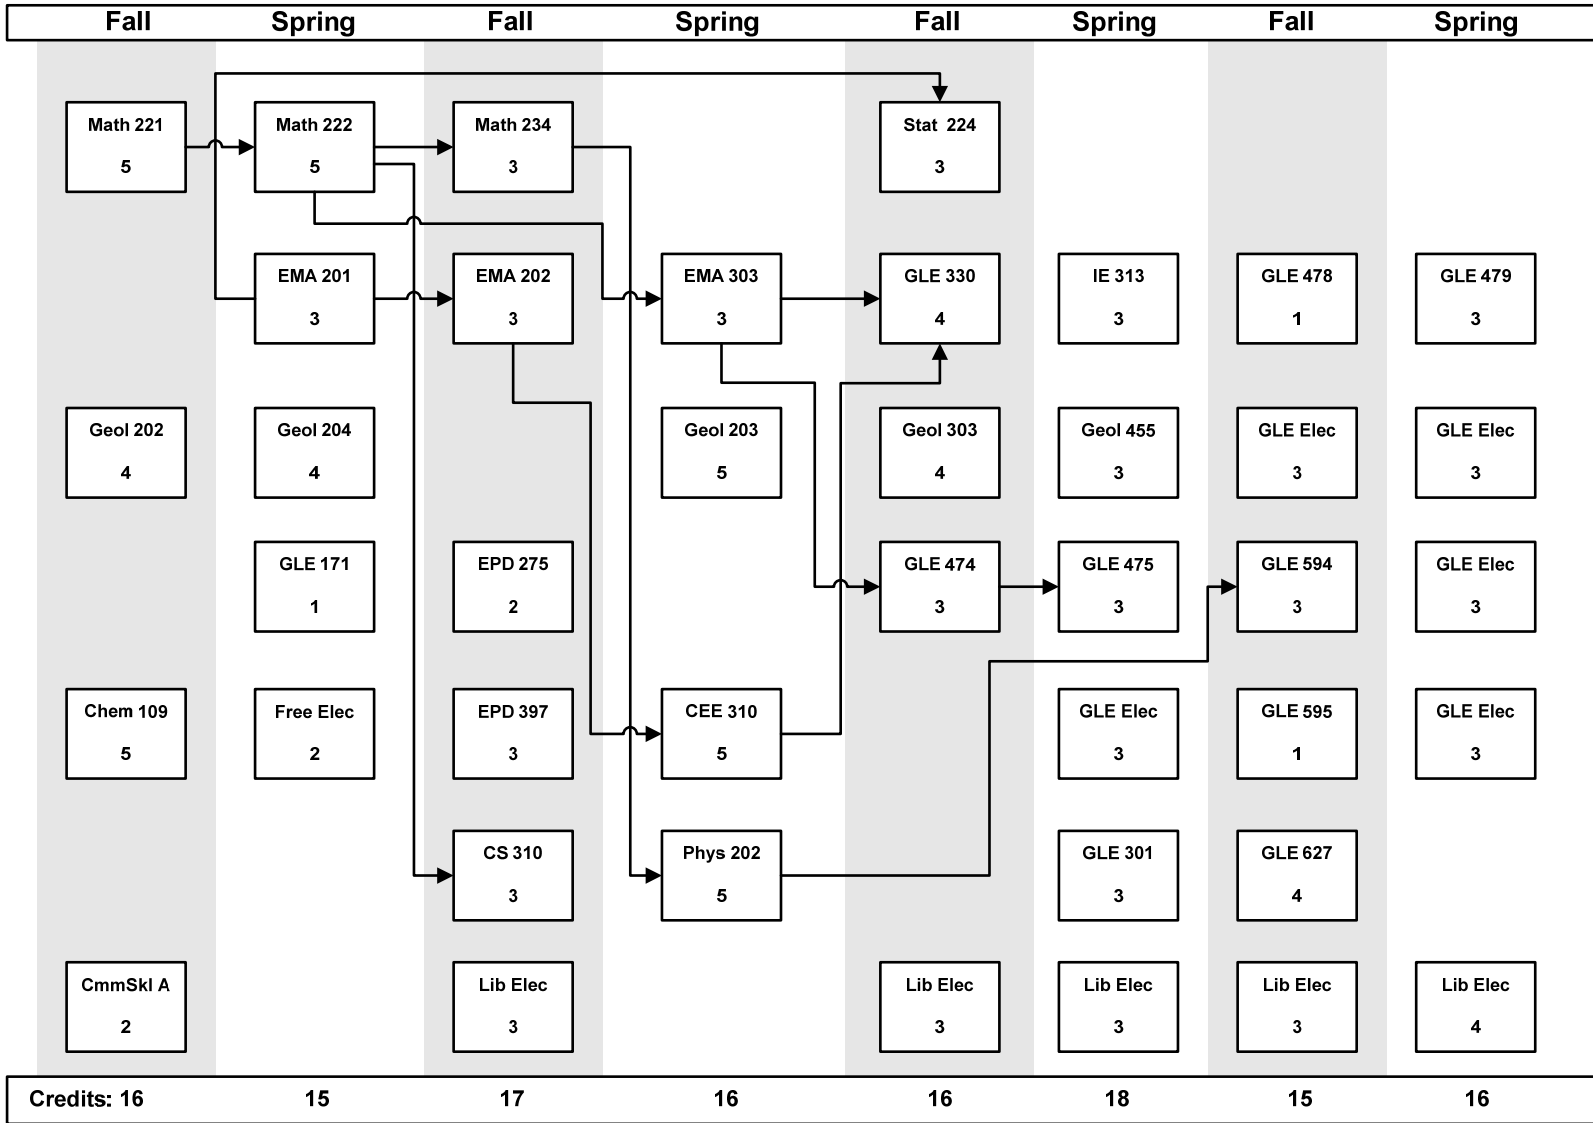 Fall Spring Fall Spring Fall Spring Fall Spring
Math 221 Math 222 Math 234 Stat 224
5 5 3 3
EMA 201 EMA 202 EMA 303 GLE 330 IE 313 GLE 478 GLE 479
3 3 3 4 3 1 3
Geol 202 Geol 204 Geol 203 Geol 303 Geol 455 GLE Elec GLE Elec
4 4 5 4 3 3 3
GLE 171 EPD 275 GLE 474 GLE 475 GLE 594 GLE Elec
1 2 3 3 3 3
Chem 109 Free Elec EPD 397 CEE 310 GLE Elec GLE 595 GLE Elec
5 2 3 5 3 1 3
CS 310 Phys 202 GLE 301 GLE 627
3 5 3 4
CmmSkl A Lib Elec Lib Elec Lib Elec Lib Elec Lib Elec
2 3 3 3 3 4
Credits: 16 15 17 16 16 18 15 16